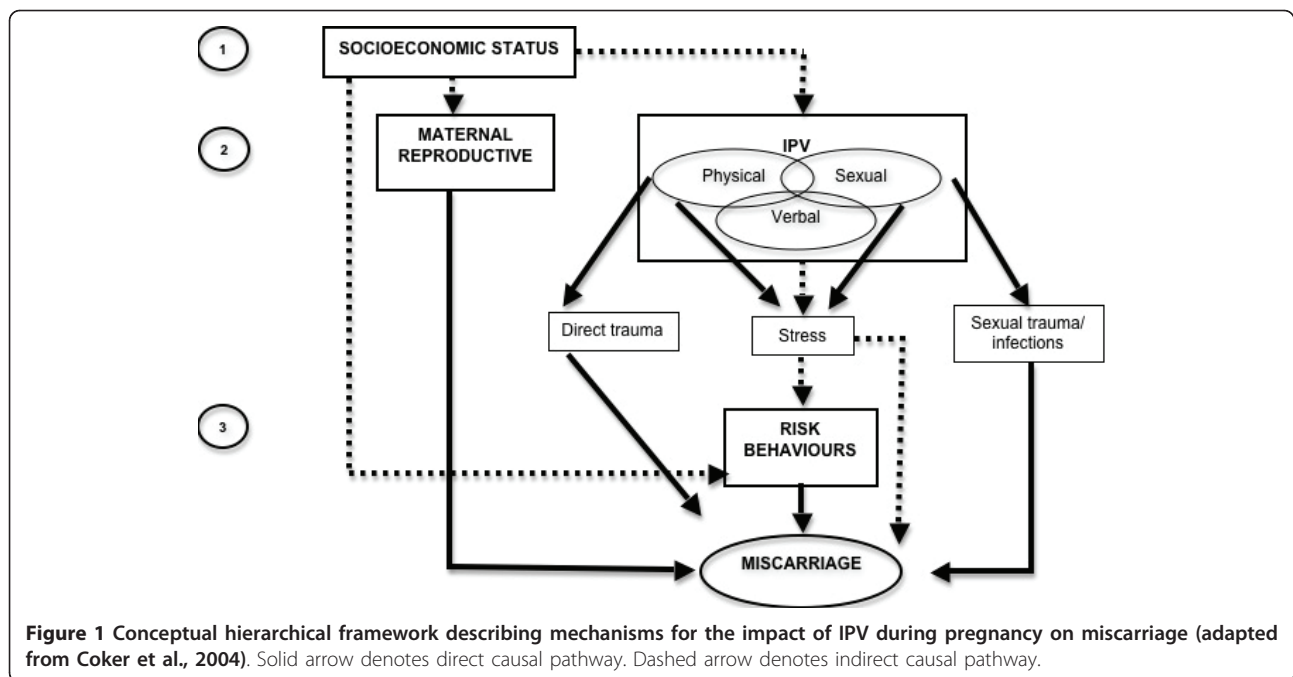 1
SOCIOECONOMIC STATUS
2
MATERNAL
REPRODUCTIVE
IPV
Physical
Sexual
Verbal
Direct trauma
Stress
Sexual trauma/
infections
3
RISK
BEHAVIOURS
MISCARRIAGE
Figure 1 Conceptual hierarchical framework describing mechanisms for the impact of IPV during pregnancy on miscarriage (adapted
from Coker et al., 2004). Solid arrow denotes direct causal pathway. Dashed arrow denotes indirect causal pathway.